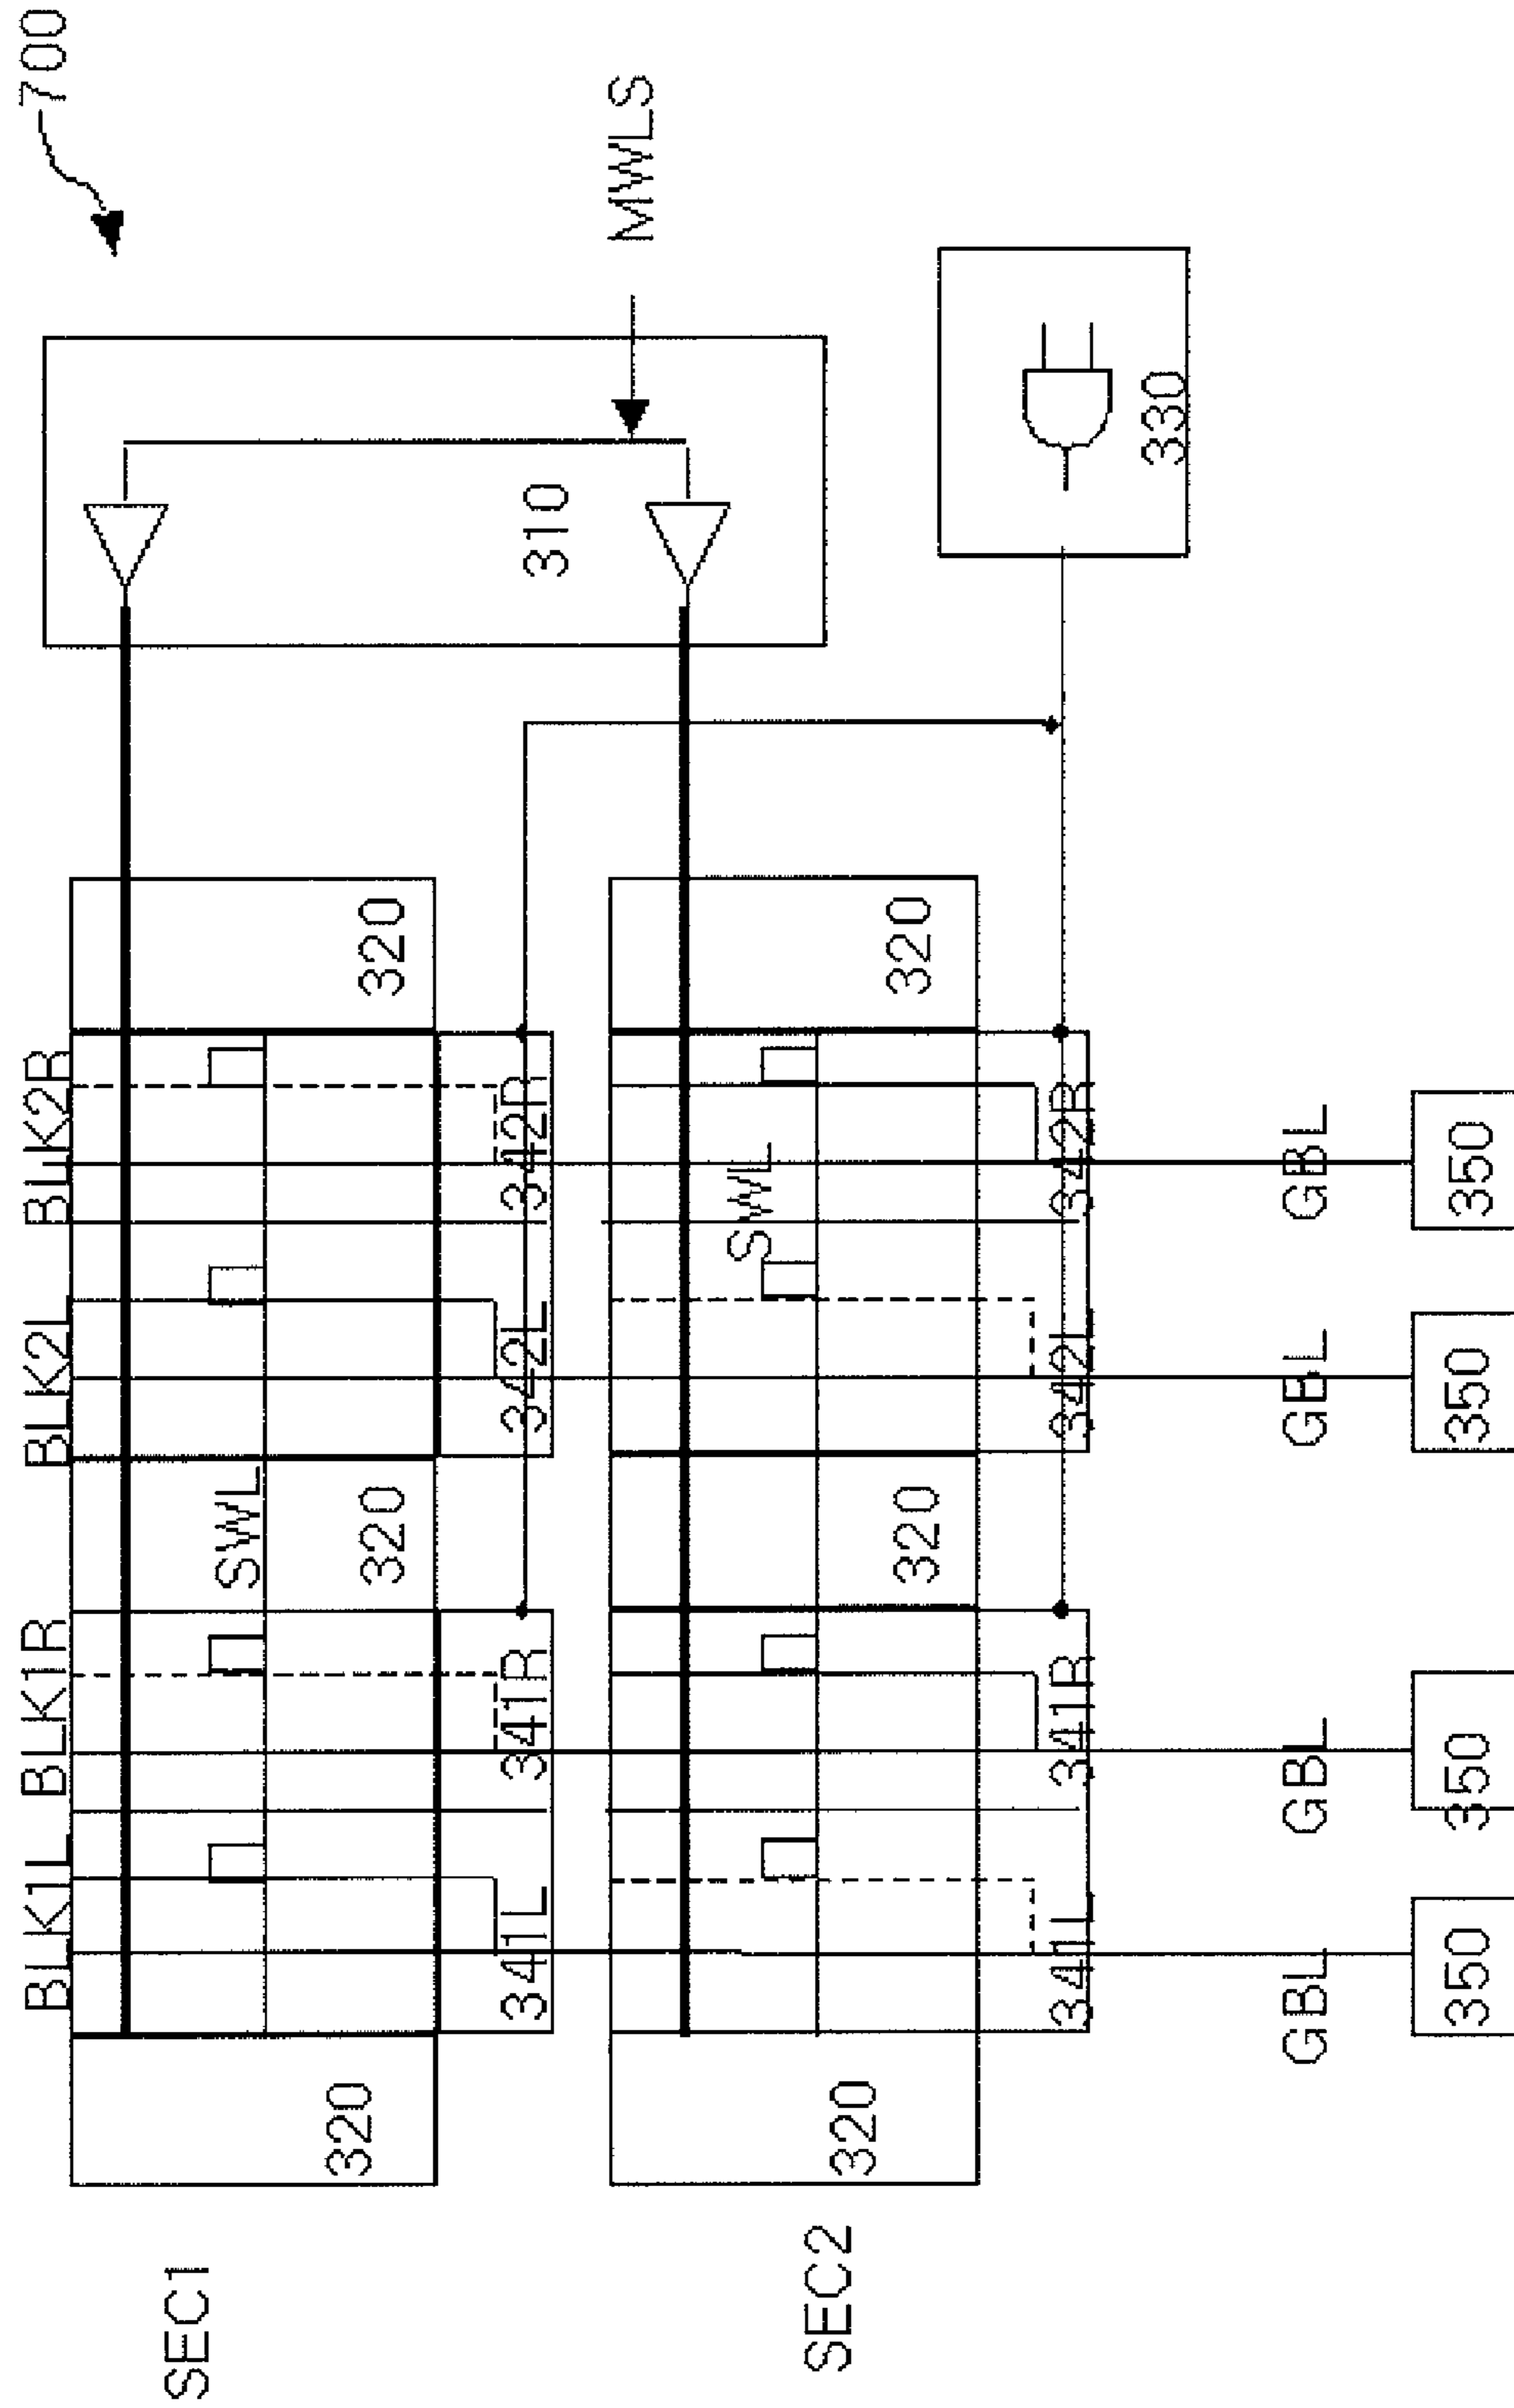 700
MWLS
310
330
BLK1L BLK1R BLK2L BLK2R
SWL
320 320 320
341L 341R 342L 342R
SEC1
SWL
320 320 320
341L 341R 342L 342R
SEC2
GBL GBL GBL GBL
350 350 350 350